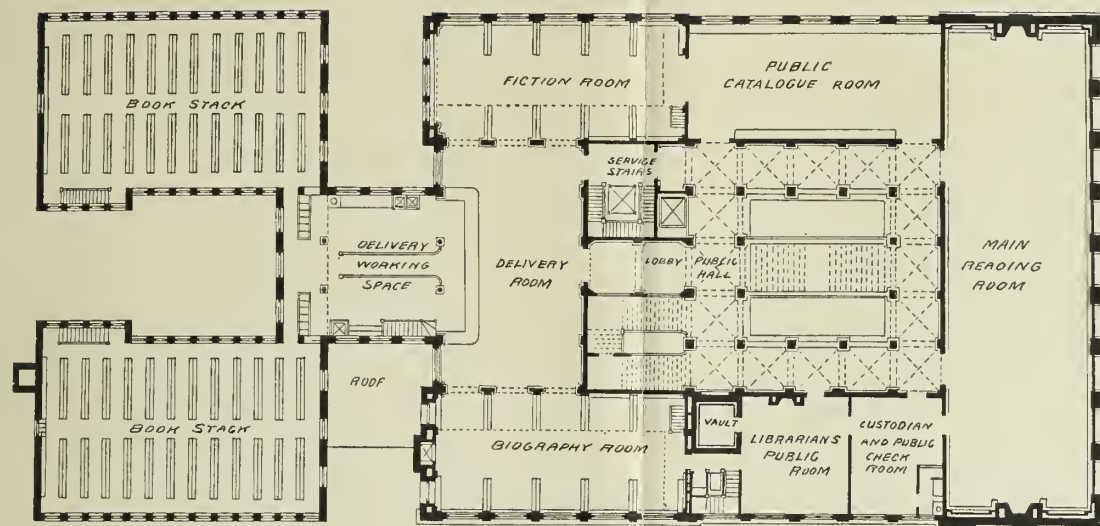 BOOK STACK
FICTION ROOM
PUBLIC
CATALOGUE ROOM
SERVICE
STAIRS
DELIVERY
WORKING
SPACE
DELIVERY
ROOM
LOBBY
PUBLIC
HALL
MAIN
READING
ROOM
ROOF
BOOK STACK
BIOGRAPHY ROOM
VAULT
LIBRARIANS
PUBLIC
ROOM
CUSTODIAN
AND PUBLIC
CHECK
ROOM